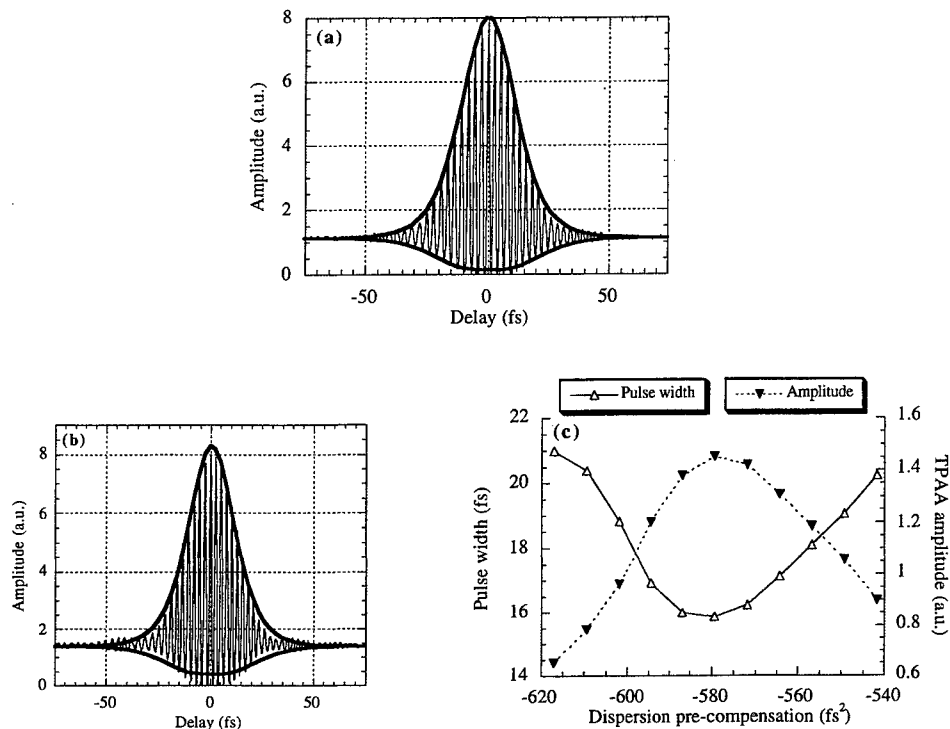 (a)
Amplitude (a.u.)
8
6
4
2
0
-50
0
50
Delay (fs)
(b)
Amplitude (a.u.)
8
6
4
2
0
-50
0
50
Delay (fs)
Pulse width
Amplitude
(c)
Pulse width (fs)
22
20
18
16
14
TPAA amplitude (a.u.)
1.6
1.4
1.2
1
0.8
0.6
-620
-600
-580
-560
-540
Dispersion pre-compensation (fs²)